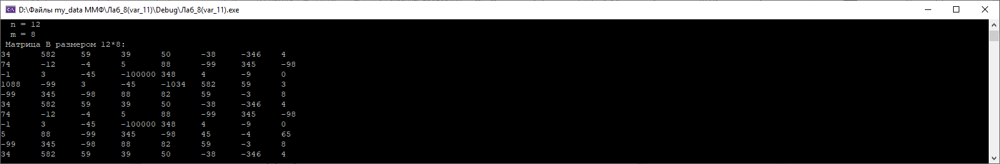 D:\Файлы my_data ММФ\Лаб_8(var_11)\Debug\Лаб_8(var_11).exe
n = 12
m = 8
Матрица В размером 12*8:
34 582 59 39 50 -38 -346 4
74 -12 -4 5 88 -99 345 -98
-1 3 -45 -100000 348 4 -9 0
1088 -99 3 -45 -1034 582 59 3
-99 345 -98 88 82 59 -3 8
34 582 59 39 50 -38 -346 4
74 -12 -4 5 88 -99 345 -98
-1 3 -45 -100000 348 4 -9 0
5 88 -99 345 -98 45 -4 65
-99 345 -98 88 82 59 -3 8
34 582 59 39 50 -38 -346 4